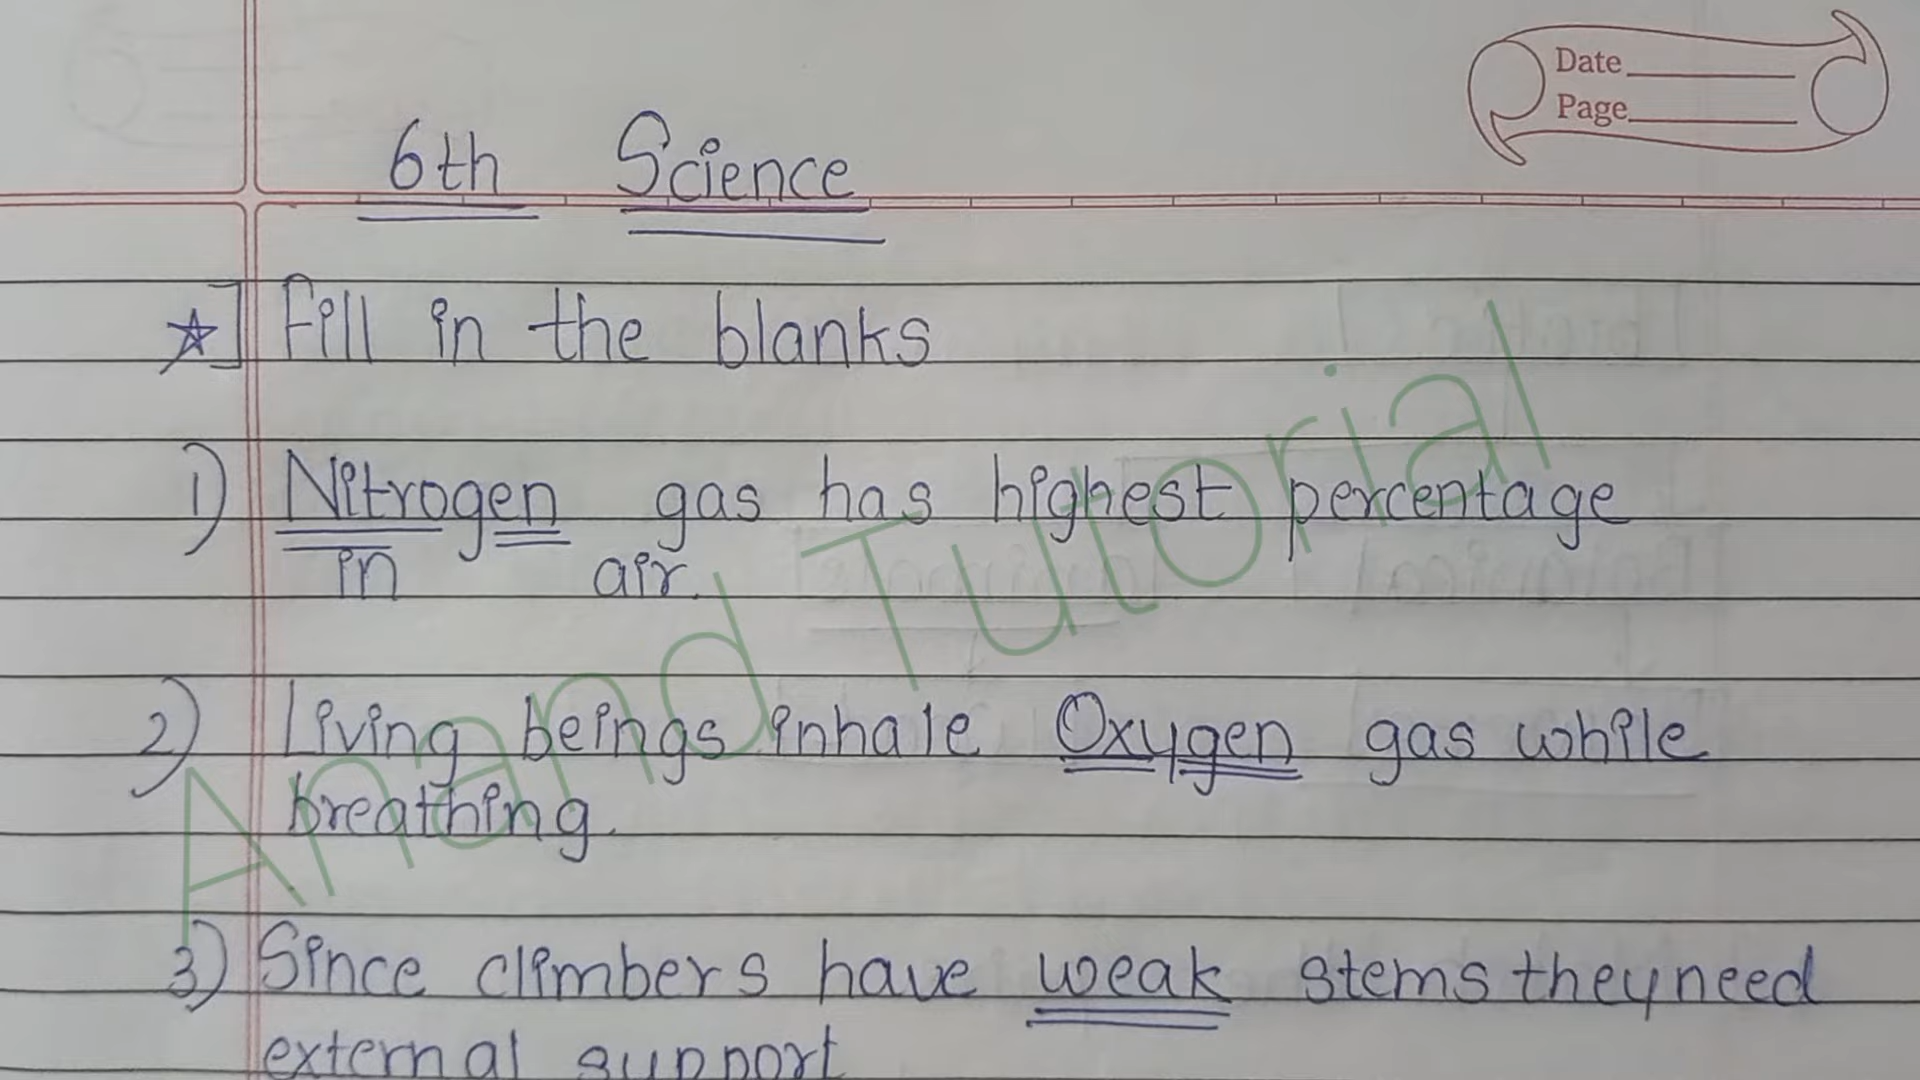 Date
Page
6th Science
☆] Fill in the blanks
1) Nitrogen gas has highest percentage
in air.
2) Living beings inhale Oxygen gas while
breathing.
3) Since climbers have weak stems they need
external support
Anand Tutorial